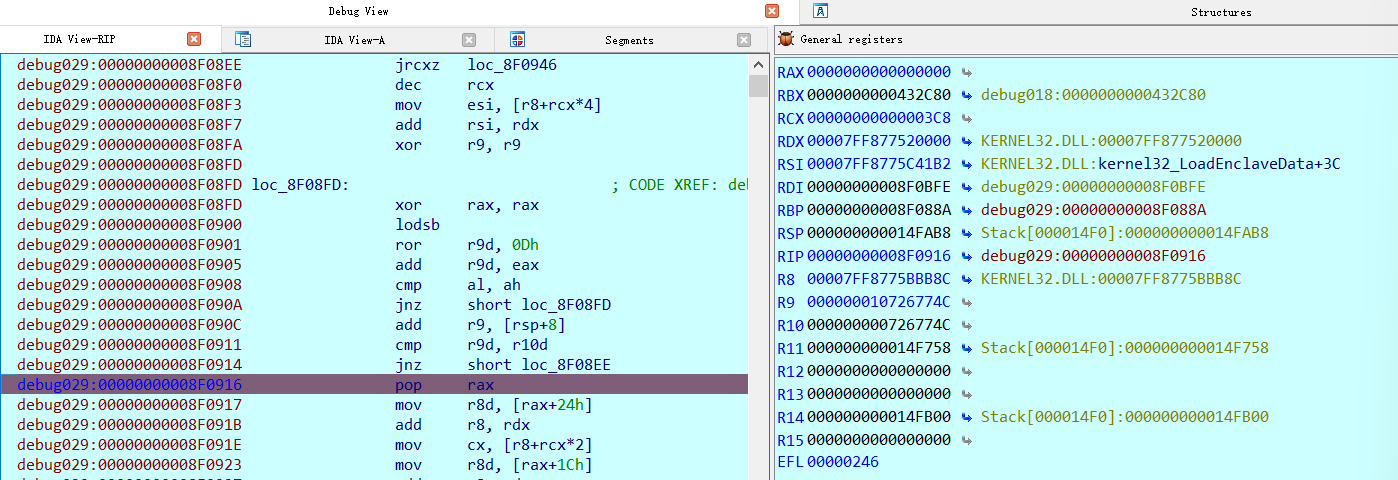 Debug View
Structures
IDA View-RIP
IDA View-A
Segments
General registers
debug029:00000000008F08EE jrcxz loc_8F0946
debug029:00000000008F08F0 dec rcx
debug029:00000000008F08F3 mov esi, [r8+rcx*4]
debug029:00000000008F08F7 add rsi, rdx
debug029:00000000008F08FA xor r9, r9
debug029:00000000008F08FD
debug029:00000000008F08FD loc_8F08FD: ; CODE XREF: del
debug029:00000000008F08FD xor rax, rax
debug029:00000000008F0900 lodsb
debug029:00000000008F0901 ror r9d, 0Dh
debug029:00000000008F0905 add r9d, eax
debug029:00000000008F0908 cmp al, ah
debug029:00000000008F090A jnz short loc_8F08FD
debug029:00000000008F090C add r9, [rsp+8]
debug029:00000000008F0911 cmp r9d, r10d
debug029:00000000008F0914 jnz short loc_8F08EE
debug029:00000000008F0916 pop rax
debug029:00000000008F0917 mov r8d, [rax+24h]
debug029:00000000008F091B add r8, rdx
debug029:00000000008F091E mov cx, [r8+rcx*2]
debug029:00000000008F0923 mov r8d, [rax+1Ch]
RAX 0000000000000000
RBX 0000000000432C80 debug018:0000000000432C80
RCX 00000000000003C8
RDX 00007FF877520000 KERNEL32.DLL:00007FF877520000
RSI 00007FF8775C41B2 KERNEL32.DLL:kernel32_LoadEnclaveData+3C
RDI 00000000008F0BFE debug029:00000000008F0BFE
RBP 00000000008F088A debug029:00000000008F088A
RSP 000000000014FAB8 Stack[000014F0]:000000000014FAB8
RIP 00000000008F0916 debug029:00000000008F0916
R8 00007FF8775BBB8C KERNEL32.DLL:00007FF8775BBB8C
R9 000000010726774C
R10 000000000726774C
R11 000000000014F758 Stack[000014F0]:000000000014F758
R12 0000000000000000
R13 0000000000000000
R14 000000000014FB00 Stack[000014F0]:000000000014FB00
R15 0000000000000000
EFL 00000246